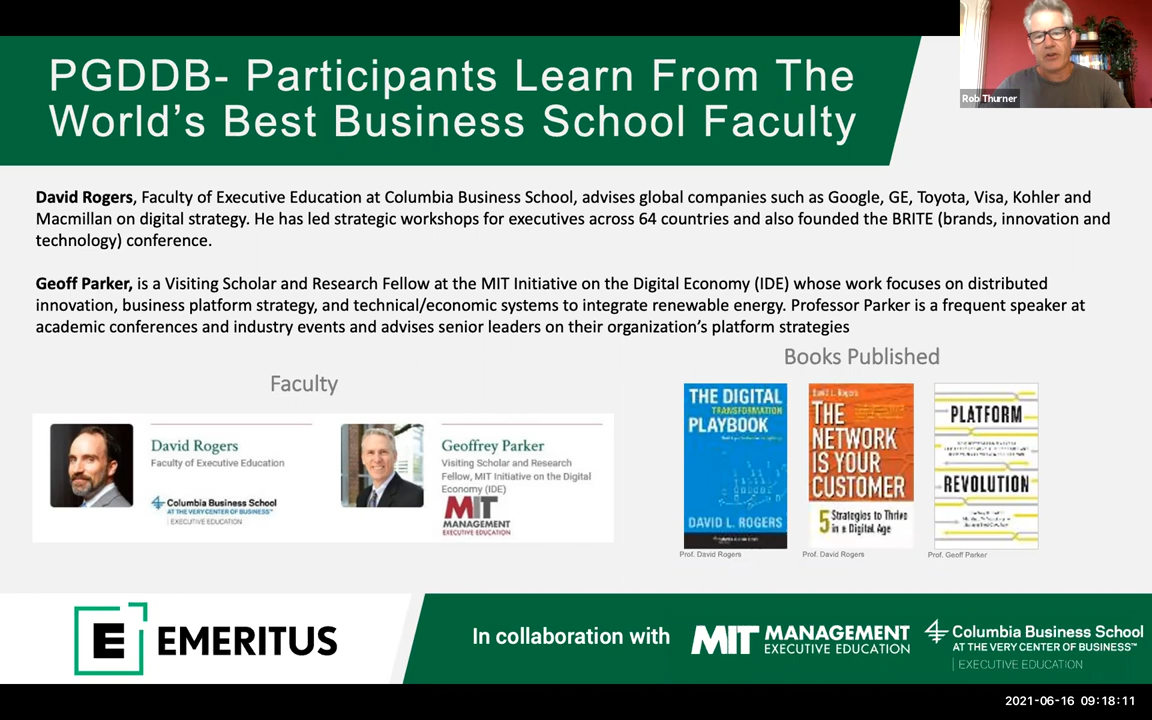 PGDDB- Participants Learn From The
World's Best Business School Faculty
Rob Thurner
David Rogers, Faculty of Executive Education at Columbia Business School, advises global companies such as Google, GE, Toyota, Visa, Kohler and
Macmillan on digital strategy. He has led strategic workshops for executives across 64 countries and also founded the BRITE (brands, innovation and
technology) conference.
Geoff Parker, is a Visiting Scholar and Research Fellow at the MIT Initiative on the Digital Economy (IDE) whose work focuses on distributed
innovation, business platform strategy, and technical/economic systems to integrate renewable energy. Professor Parker is a frequent speaker at
academic conferences and industry events and advises senior leaders on their organization's platform strategies
Faculty
David Rogers
Faculty of Executive Education
Columbia Business School
AT THE VERY CENTER OF BUSINESS™
EXECUTIVE EDUCATION
Geoffrey Parker
Visiting Scholar and Research
Fellow, MIT Initiative on the Digital
Economy (IDE)
MIT
MANAGEMENT
EXECUTIVE EDUCATION
Books Published
THE DIGITAL
TRANSFORMATION
PLAYBOOK
DAVID L. ROGERS
Prof. David Rogers
David L. Rogers
THE
NETWORK
IS YOUR
CUSTOMER
5 Strategies to Thrive
in a Digital Age
Prof. David Rogers
PLATFORM
REVOLUTION
Prof. Geoff Parker
E EMERITUS
In collaboration with
MIT MANAGEMENT
EXECUTIVE EDUCATION
Columbia Business School
AT THE VERY CENTER OF BUSINESS™
EXECUTIVE EDUCATION
2021-06-16 09:18:11